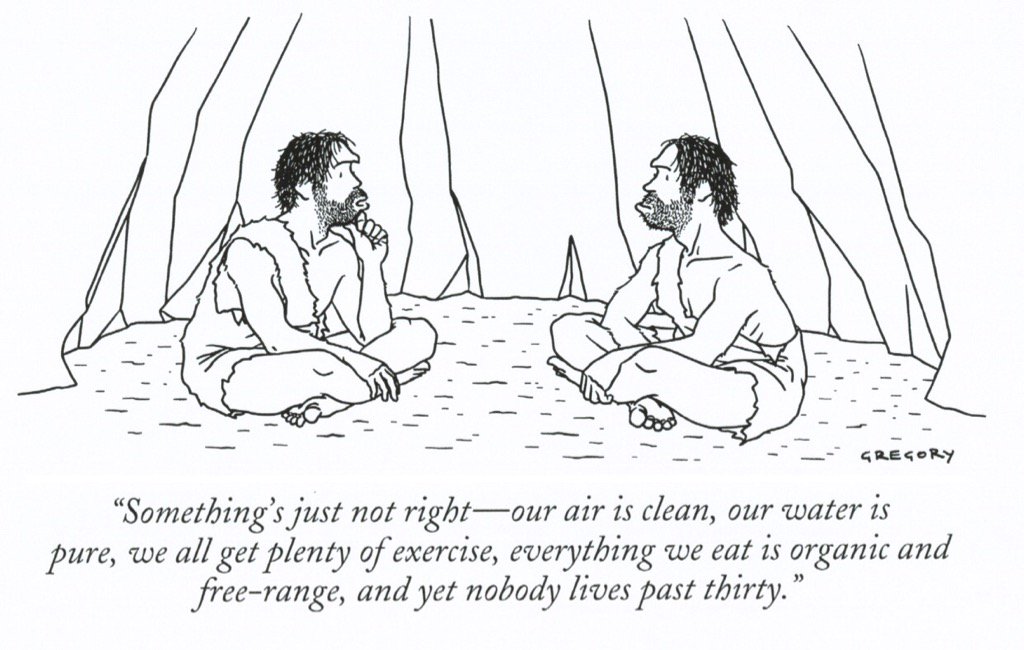 GREGORY
“Something’s just not right—our air is clean, our water is
pure, we all get plenty of exercise, everything we eat is organic and
free-range, and yet nobody lives past thirty.”